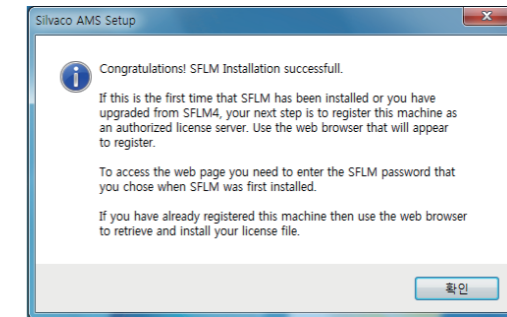 Silvaco AMS Setup
Congratulations! SFLM Installation successfull.
If this is the first time that SFLM has been installed or you have
upgraded from SFLM4, your next step is to register this machine as
an authorized license server. Use the web browser that will appear
to register.
To access the web page you need to enter the SFLM password that
you chose when SFLM was first installed.
If you have already registered this machine then use the web browser
to retrieve and install your license file.
확인